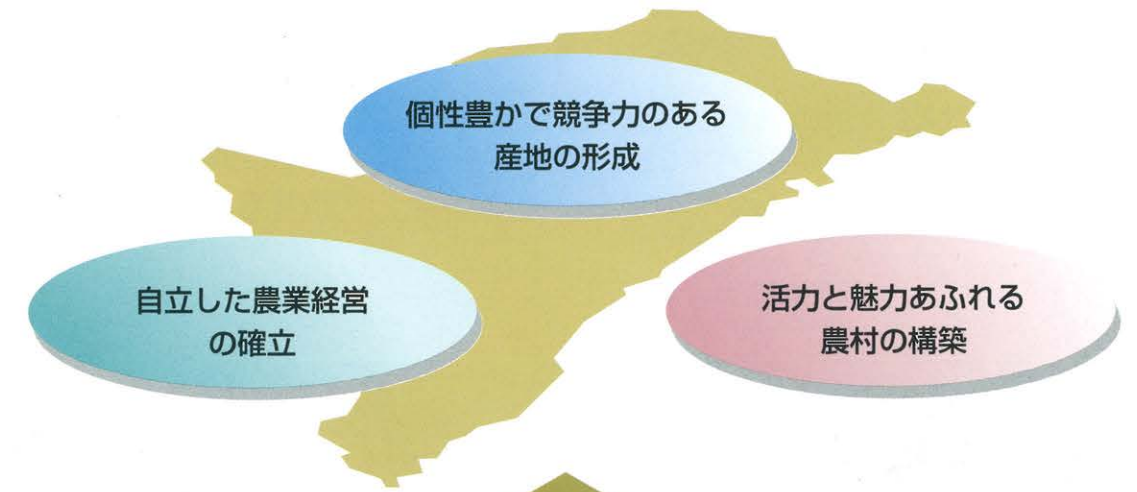 個性豊かで競争力のある
産地の形成
自立した農業経営
の確立
活力と魅力あふれる
農村の構築